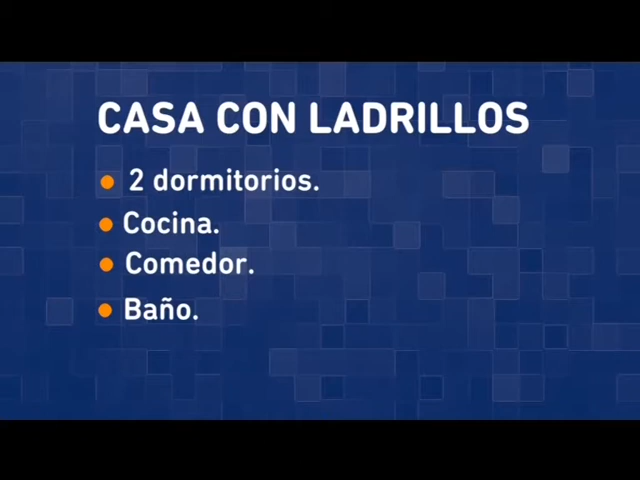 CASA CON LADRILLOS
2 dormitorios.
Cocina.
Comedor.
Baño.